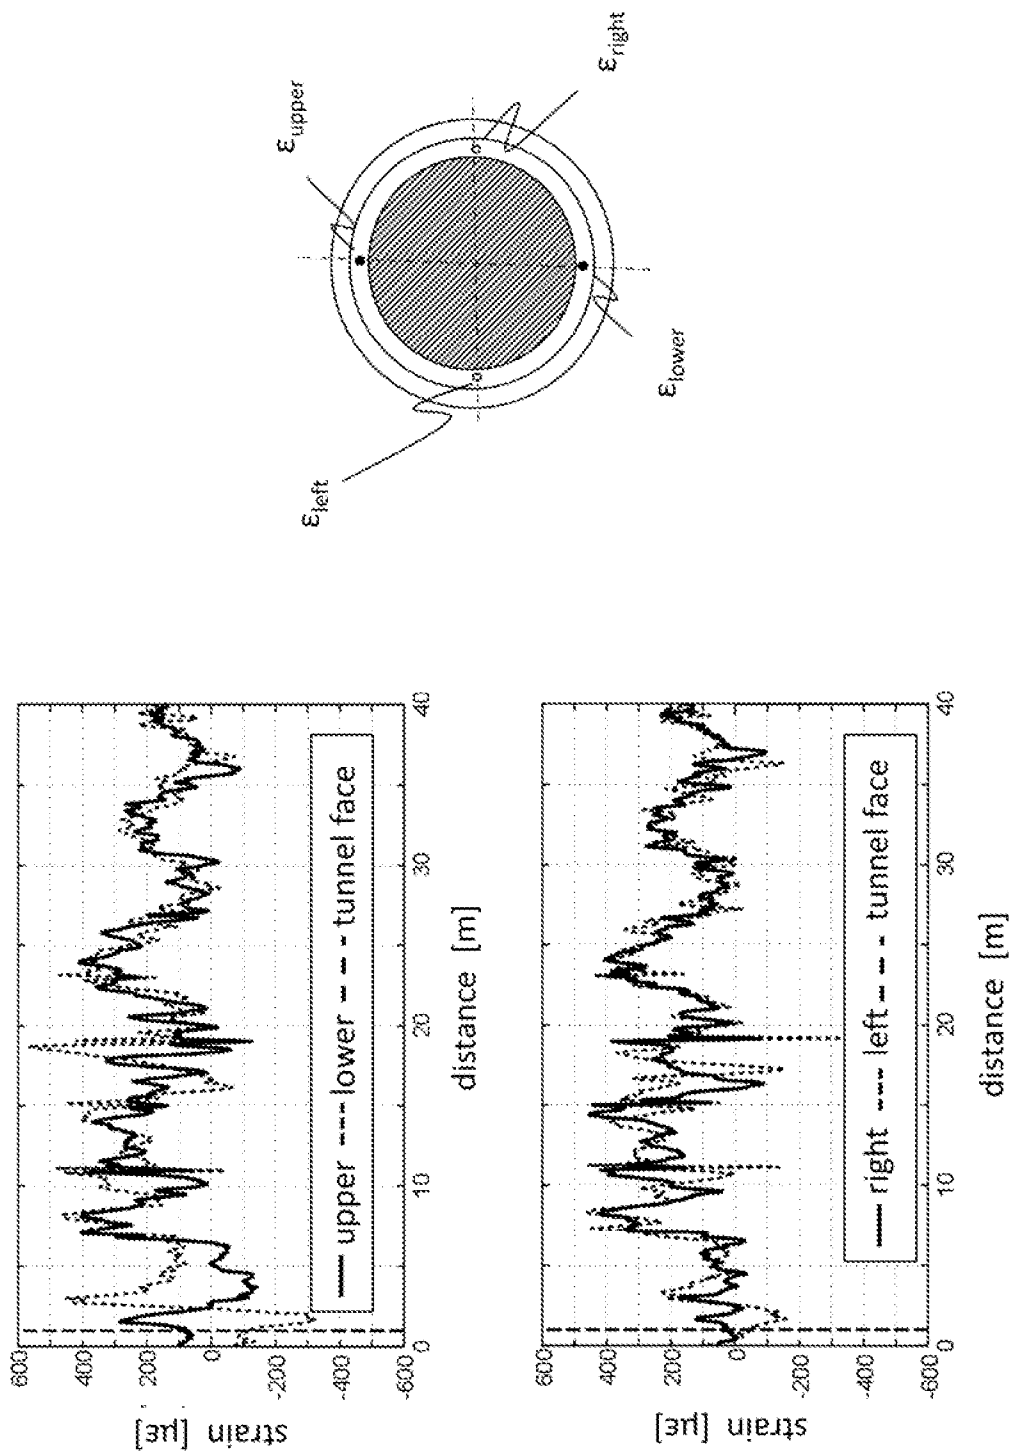 600
400
200
0
-200
-400
-600
strain [με]
0
10
20
30
40
distance [m]
upper lower tunnel face
600
400
200
0
-200
-400
-600
strain [με]
0
10
20
30
40
distance [m]
right left tunnel face
εupper
εright
εleft
εlower